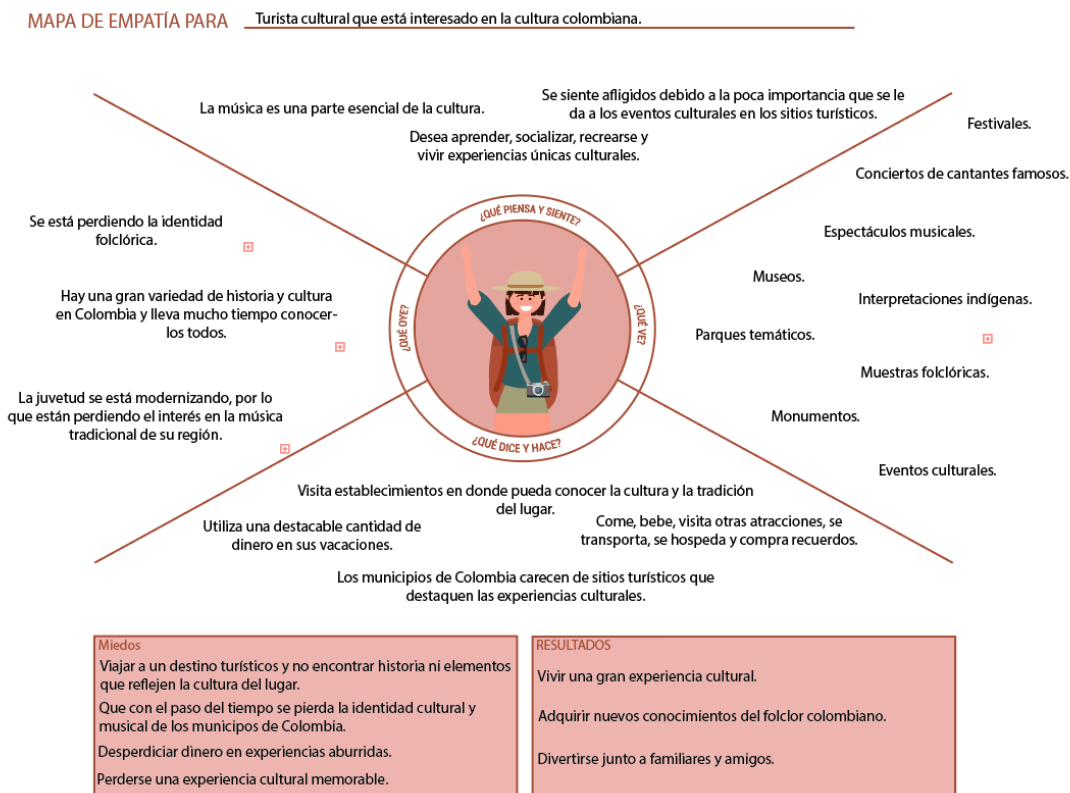 MAPA DE EMPATÍA PARA Turista cultural que está interesado en la cultura colombiana.
La música es una parte esencial de la cultura.
Se siente afligidos debido a la poca importancia que se le
da a los eventos culturales en los sitios turísticos.
Desea aprender, socializar, recrearse y
vivir experiencias únicas culturales.
¿QUÉ PIENSA Y SIENTE?
Se está perdiendo la identidad
folclórica.
Hay una gran variedad de historia y cultura
en Colombia y lleva mucho tiempo conocer-
los todos.
La juvetud se está modernizando, por lo
que están perdiendo el interés en la música
tradicional de su región.
¿QUÉ OYE?
¿QUÉ VE?
Festivales.
Conciertos de cantantes famosos.
Espectáculos musicales.
Museos.
Interpretaciones indígenas.
Parques temáticos.
Muestras folclóricas.
Monumentos.
Eventos culturales.
¿QUÉ DICE Y HACE?
Visita establecimientos en donde pueda conocer la cultura y la tradición
del lugar.
Utiliza una destacable cantidad de
dinero en sus vacaciones.
Come, bebe, visita otras atracciones, se
transporta, se hospeda y compra recuerdos.
Los municipios de Colombia carecen de sitios turísticos que
destaquen las experiencias culturales.
Miedos
Viajar a un destino turísticos y no encontrar historia ni elementos
que reflejen la cultura del lugar.
Que con el paso del tiempo se pierda la identidad cultural y
musical de los municipos de Colombia.
Desperdiciar dinero en experiencias aburridas.
Perderse una experiencia cultural memorable.
RESULTADOS
Vivir una gran experiencia cultural.
Adquirir nuevos conocimientos del folclor colombiano.
Divertirse junto a familiares y amigos.